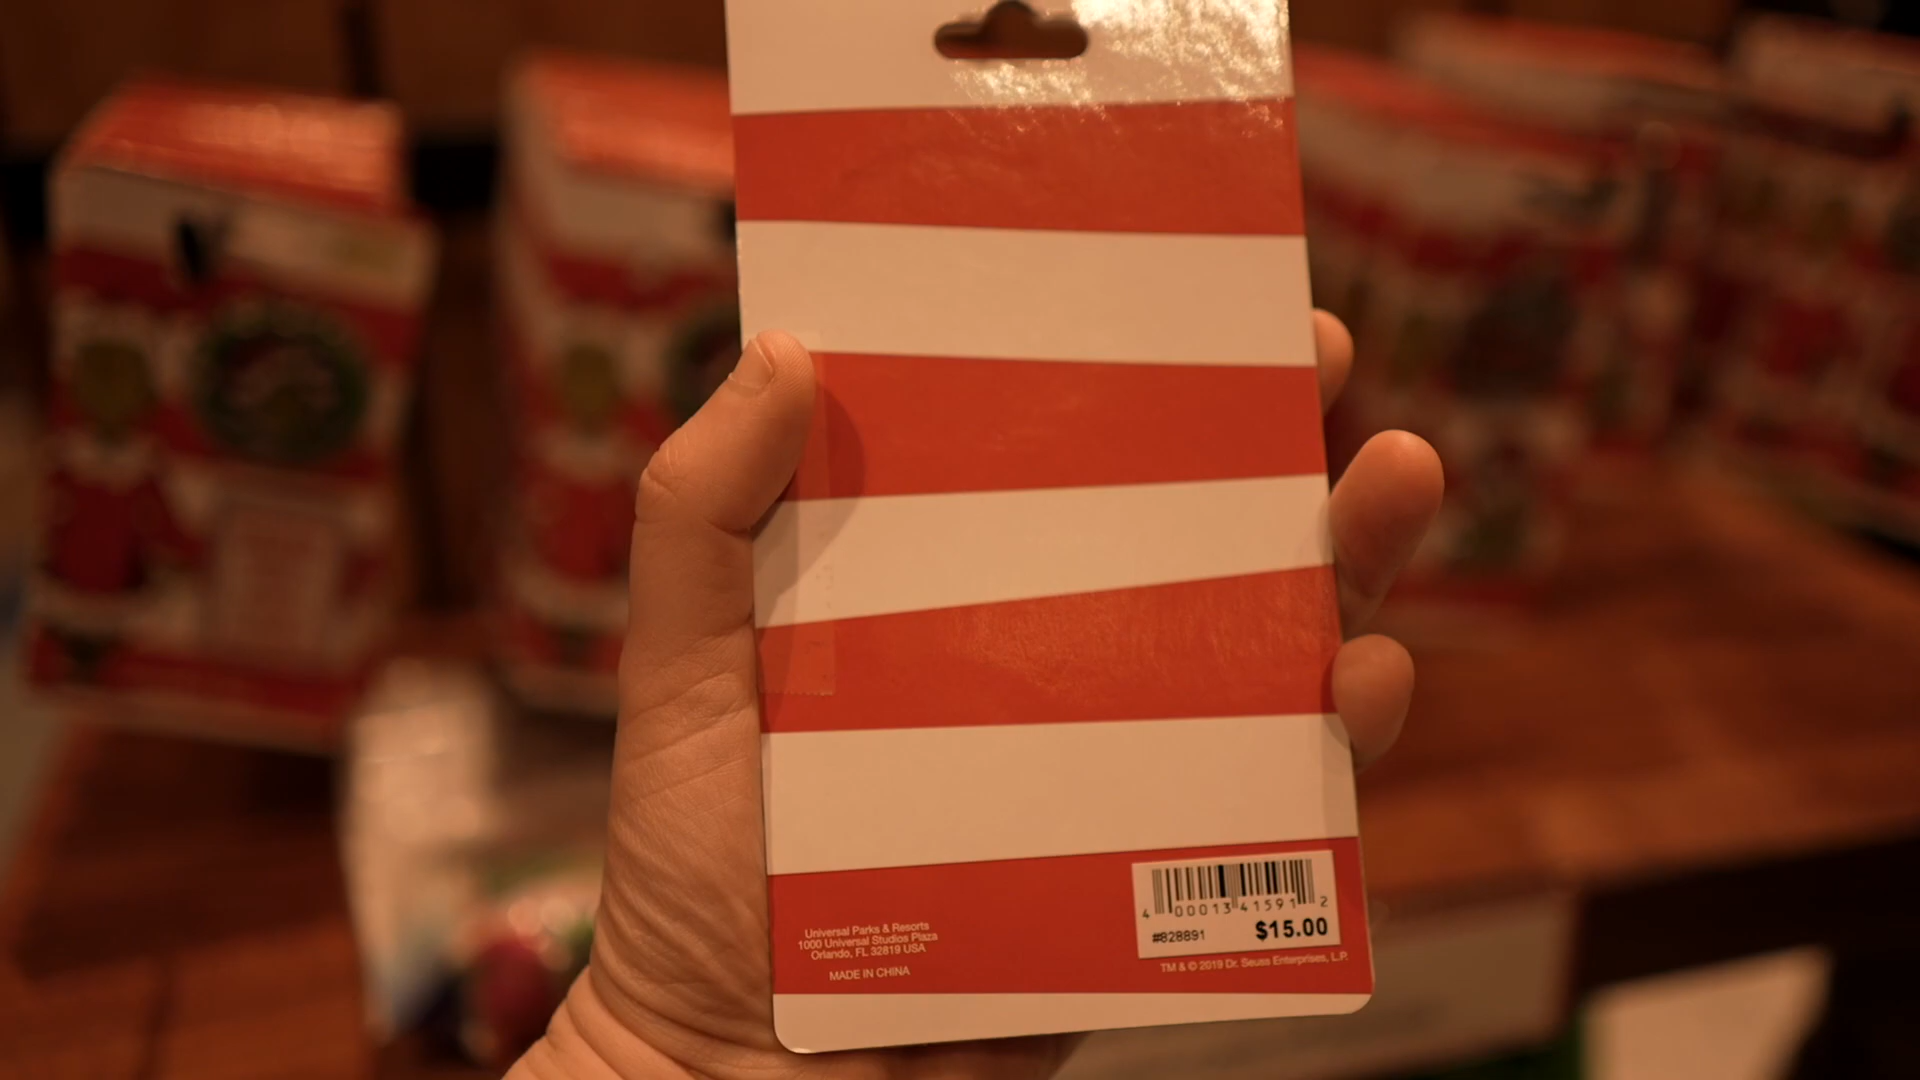 Universal Parks & Resorts
1000 Universal Studios Plaza
Orlando, FL 32819 USA
MADE IN CHINA
4 00013 41591 2
#828891 $15.00
TM & © 2019 Dr. Seuss Enterprises, L.P.